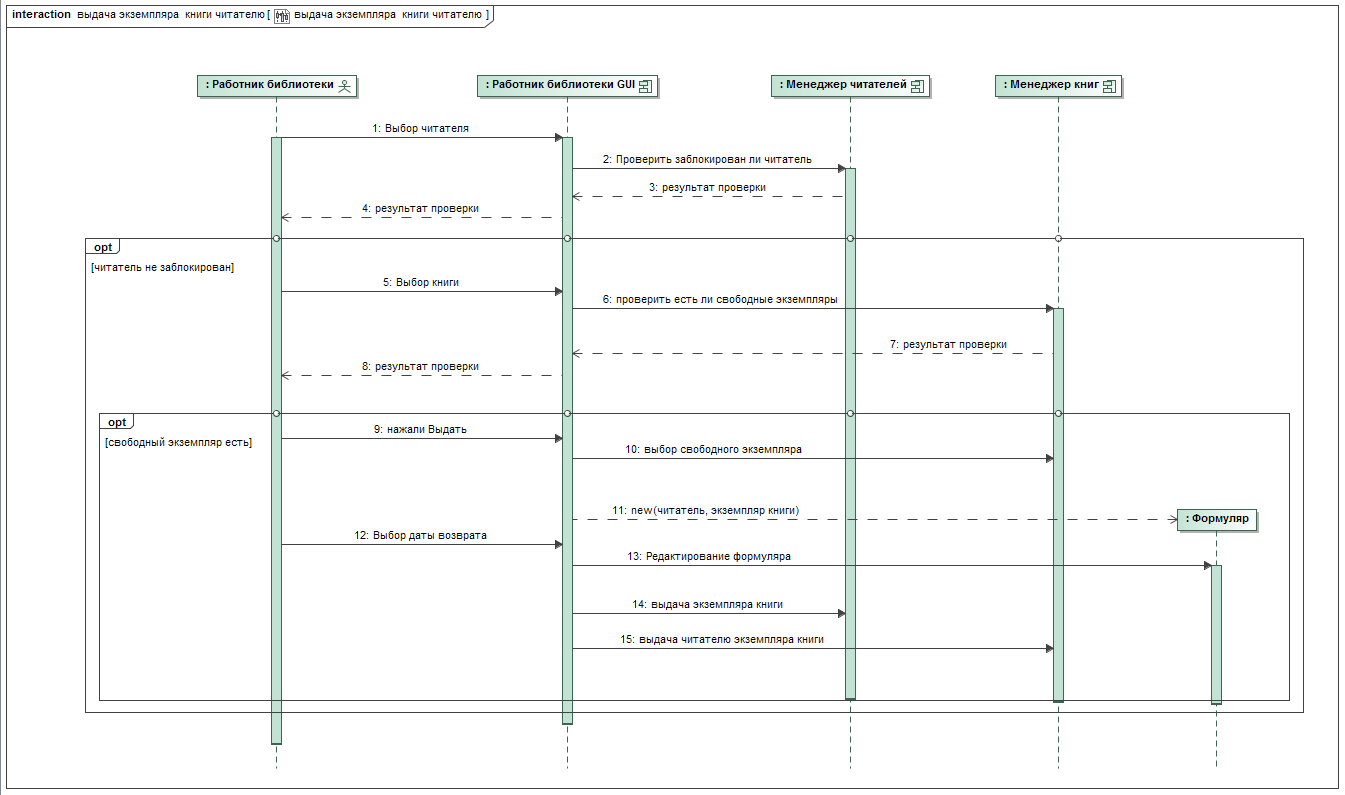 interaction выдача экземпляра книги читателю [ выдача экземпляра книги читателю ]
: Работник библиотеки
: Работник библиотеки GUI
: Менеджер читателей
: Менеджер книг
1: Выбор читателя
2: Проверить заблокирован ли читатель
3: результат проверки
4: результат проверки
opt
[читатель не заблокирован]
5: Выбор книги
6: проверить есть ли свободные экземпляры
7: результат проверки
8: результат проверки
opt
[свободный экземпляр есть]
9: нажали Выдать
10: выбор свободного экземпляра
11: new(читатель, экземпляр книги)
: Формуляр
12: Выбор даты возврата
13: Редактирование формуляра
14: выдача экземпляра книги
15: выдача читателю экземпляра книги